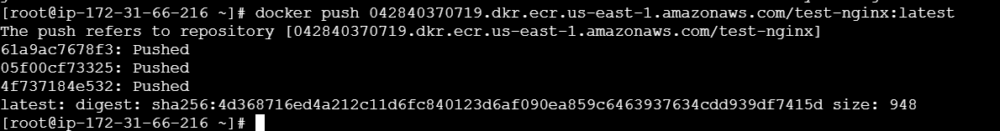 [root@ip-172-31-66-216 ~]# docker push 042840370719.dkr.ecr.us-east-1.amazonaws.com/test-nginx:latest
The push refers to repository [042840370719.dkr.ecr.us-east-1.amazonaws.com/test-nginx]
61a9ac7678f3: Pushed
05f00cf73325: Pushed
4f737184e532: Pushed
latest: digest: sha256:4d368716ed4a212c11d6fc840123d6af090ea859c6463937634cdd939df7415d size: 948
[root@ip-172-31-66-216 ~]#